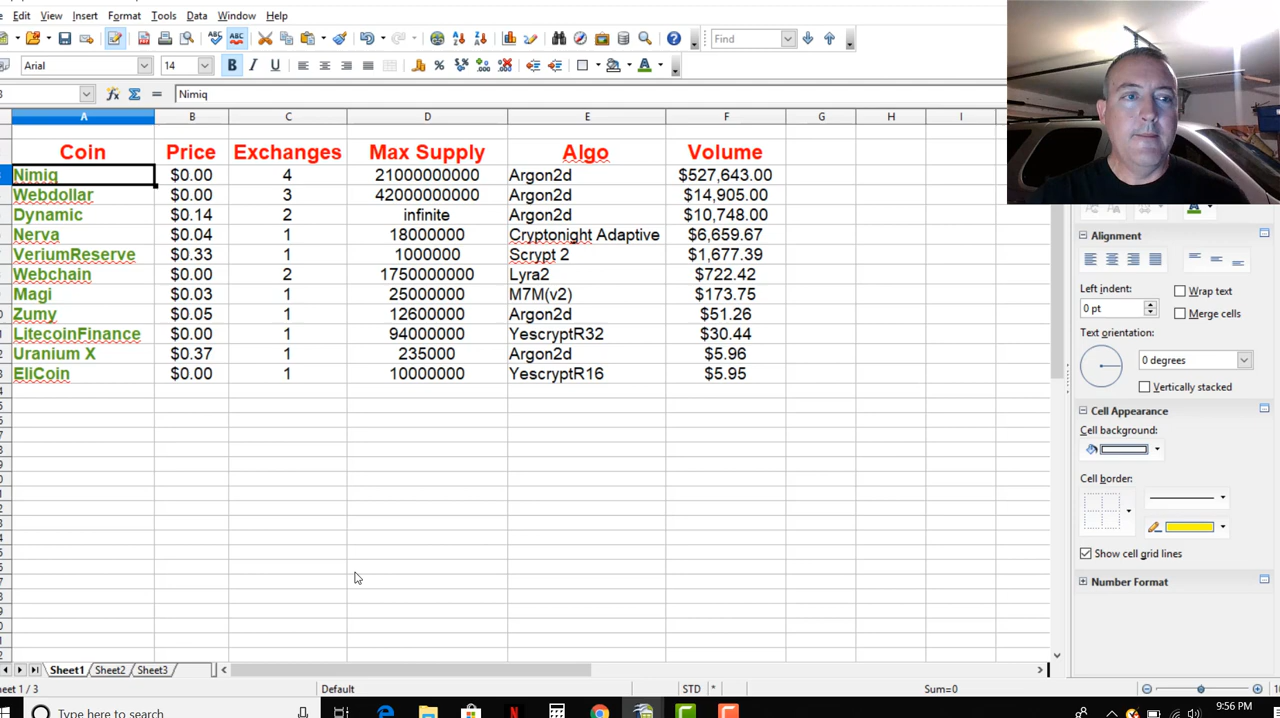 Edit View Insert Format Tools Data Window Help
Find
Arial 14
Nimiq
A B C D E F G H I
Coin Price Exchanges Max Supply Algo Volume
Nimiq $0.00 4 21000000000 Argon2d $527,643.00
Webdollar $0.00 3 42000000000 Argon2d $14,905.00
Dynamic $0.14 2 infinite Argon2d $10,748.00
Nerva $0.04 1 18000000 Cryptonight Adaptive $6,659.67
VeriumReserve $0.33 1 1000000 Scrypt 2 $1,677.39
Webchain $0.00 2 1750000000 Lyra2 $722.42
Magi $0.03 1 25000000 M7M(v2) $173.75
Zumy $0.05 1 12600000 Argon2d $51.26
LitecoinFinance $0.00 1 94000000 YescryptR32 $30.44
Uranium X $0.37 1 235000 Argon2d $5.96
EliCoin $0.00 1 10000000 YescryptR16 $5.95
Alignment
Left indent:
0 pt
Wrap text
Merge cells
Text orientation:
0 degrees
Vertically stacked
Cell Appearance
Cell background:
Cell border:
Show cell grid lines
Number Format
Sheet1 Sheet2 Sheet3
eet 1 / 3 Default STD * Sum=0
Type here to search
9:56 PM